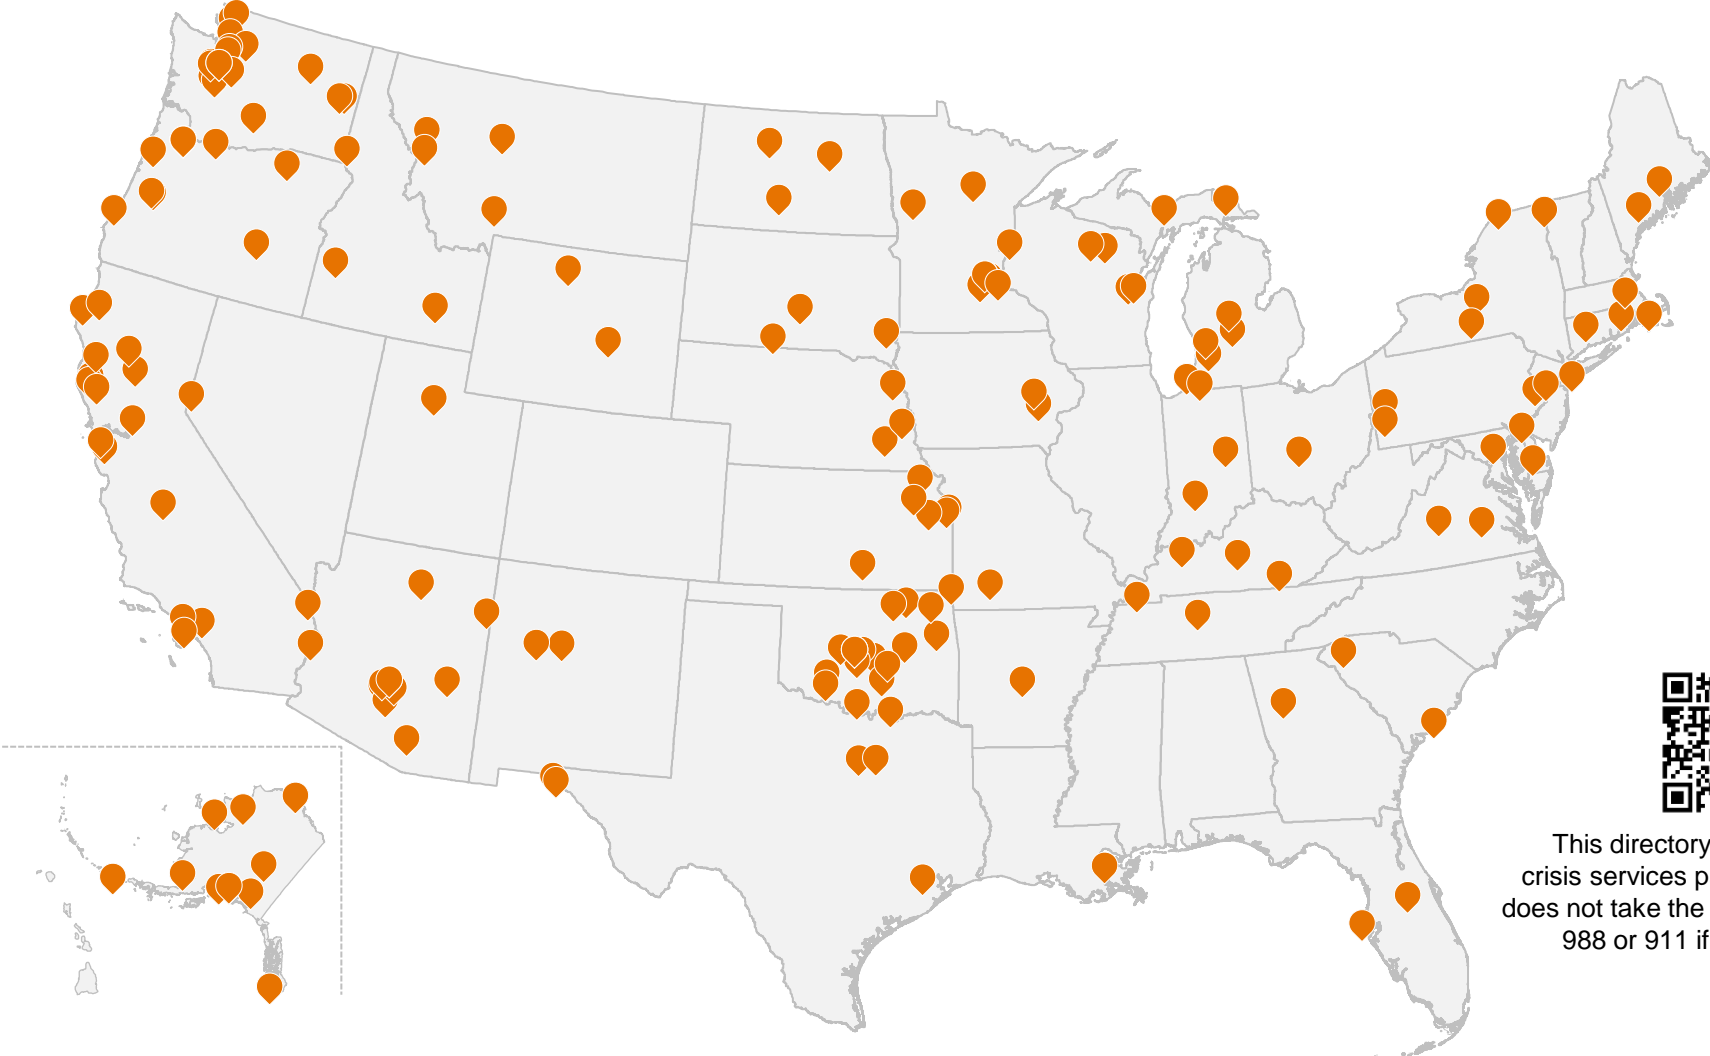 This directory
crisis services p
does not take the
988 or 911 if